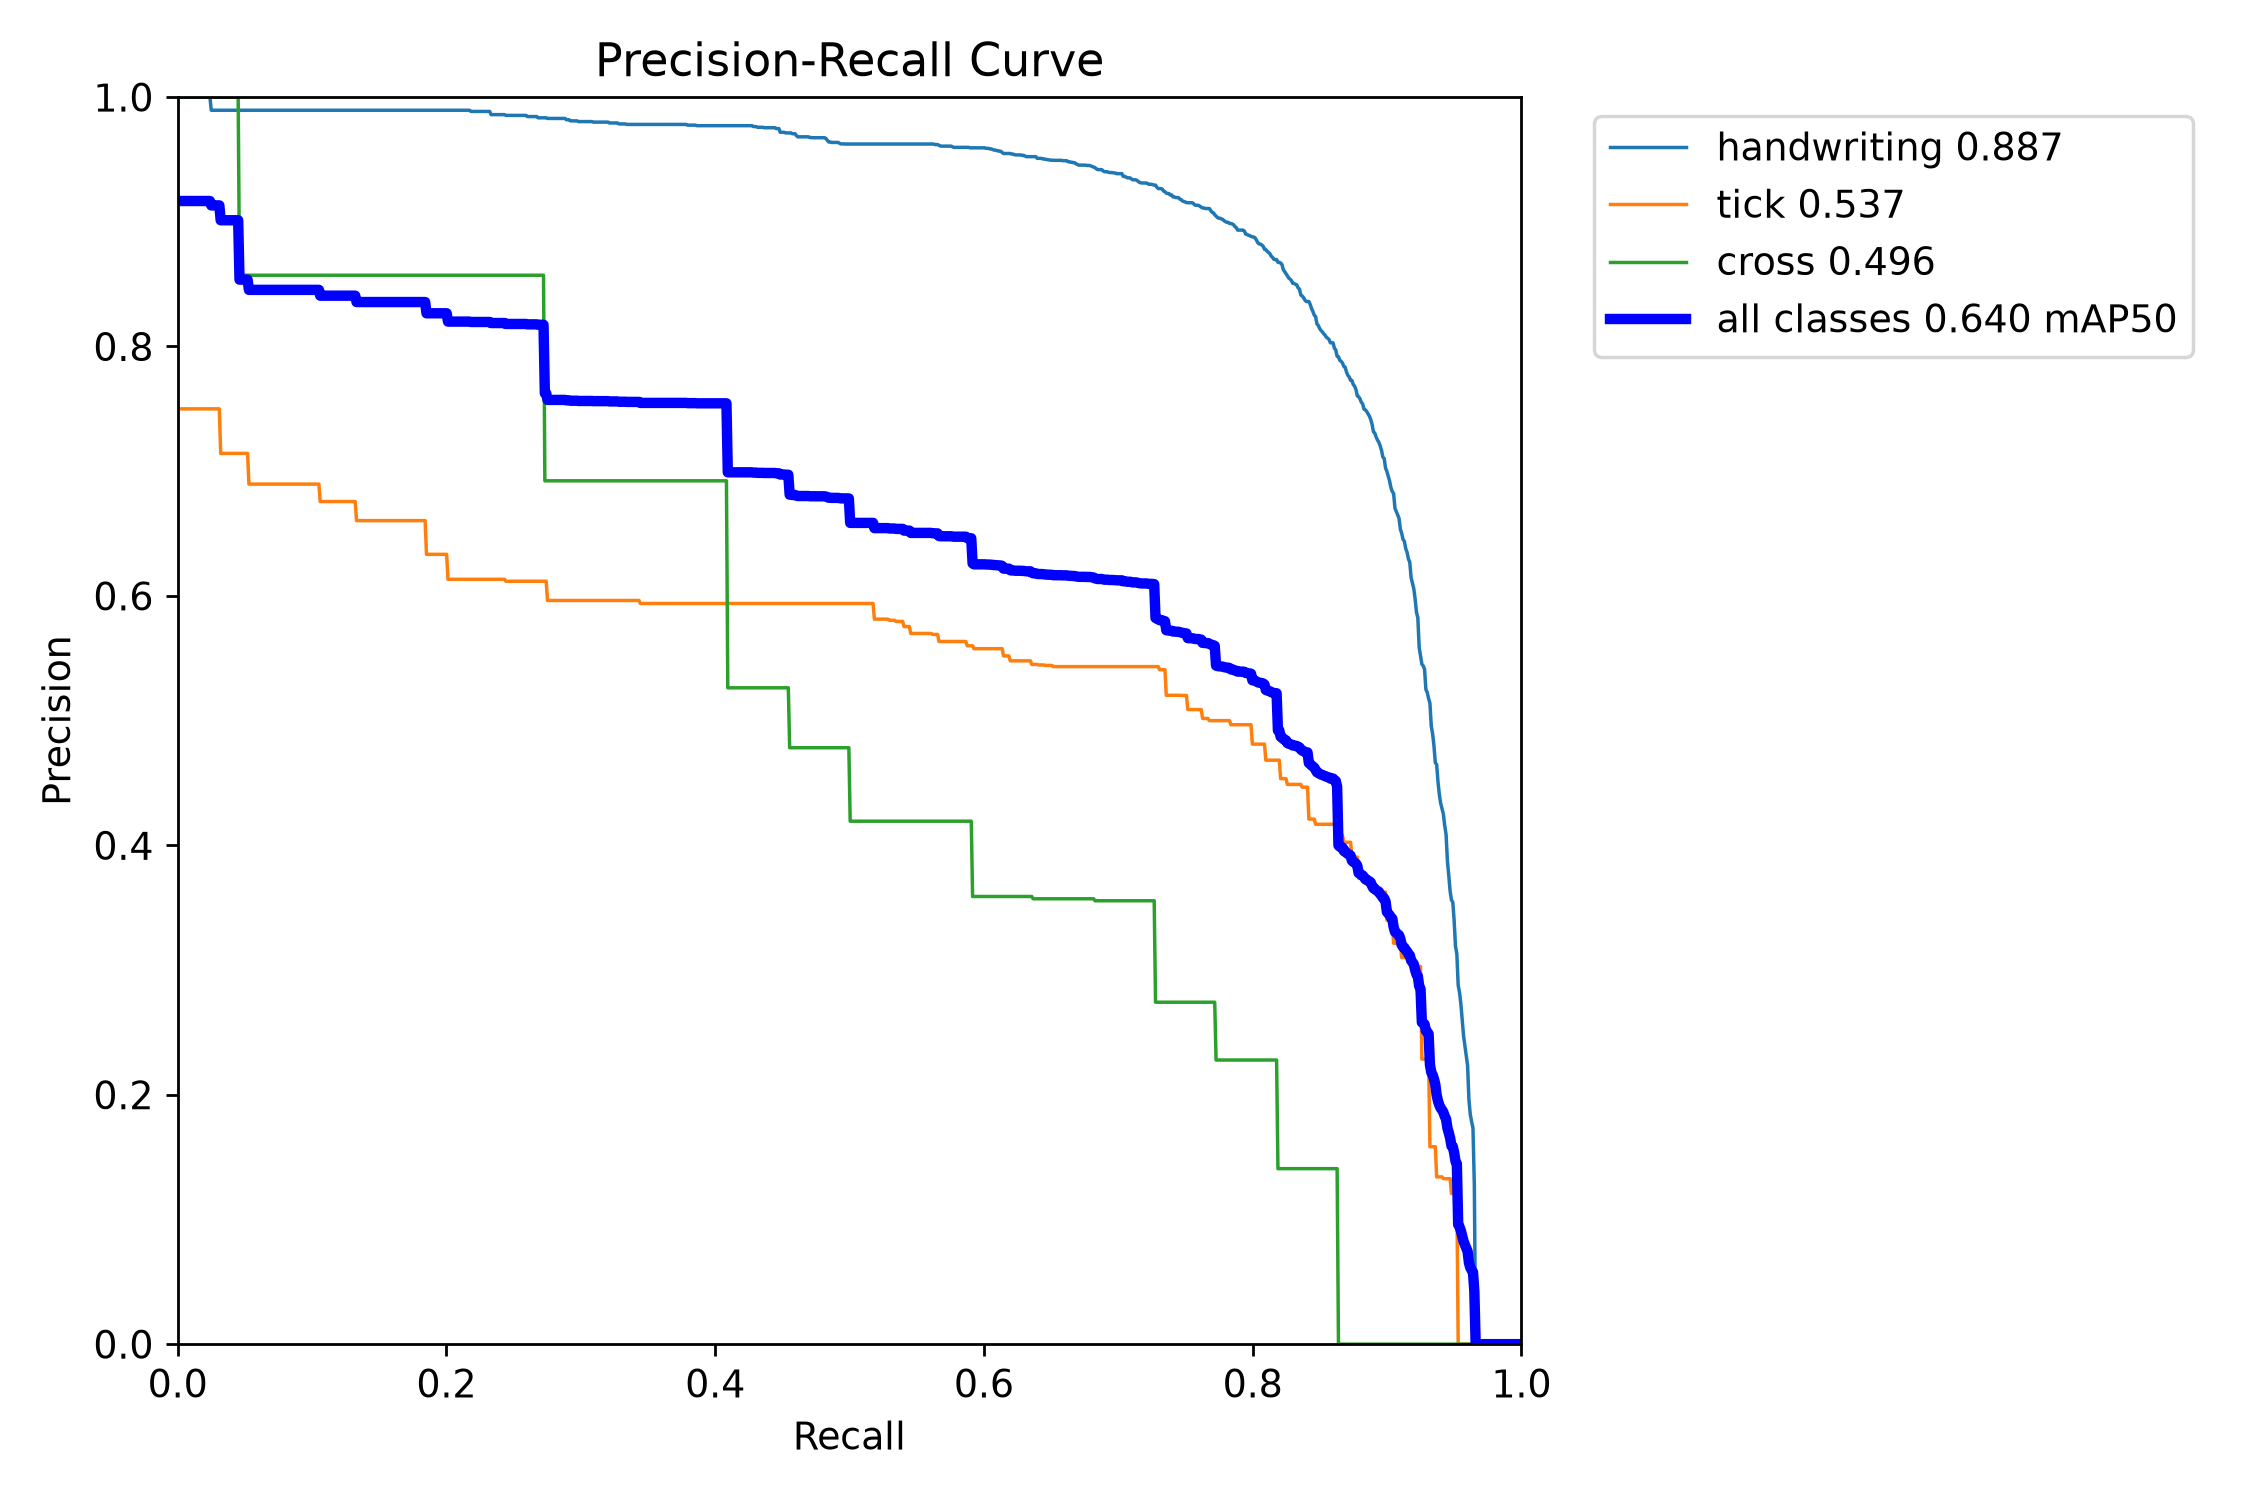 Precision-Recall Curve
1.0
0.8
0.6
0.4
0.2
0.0
Precision
0.0 0.2 0.4 0.6 0.8 1.0
Recall
handwriting 0.887
tick 0.537
cross 0.496
all classes 0.640 mAP50